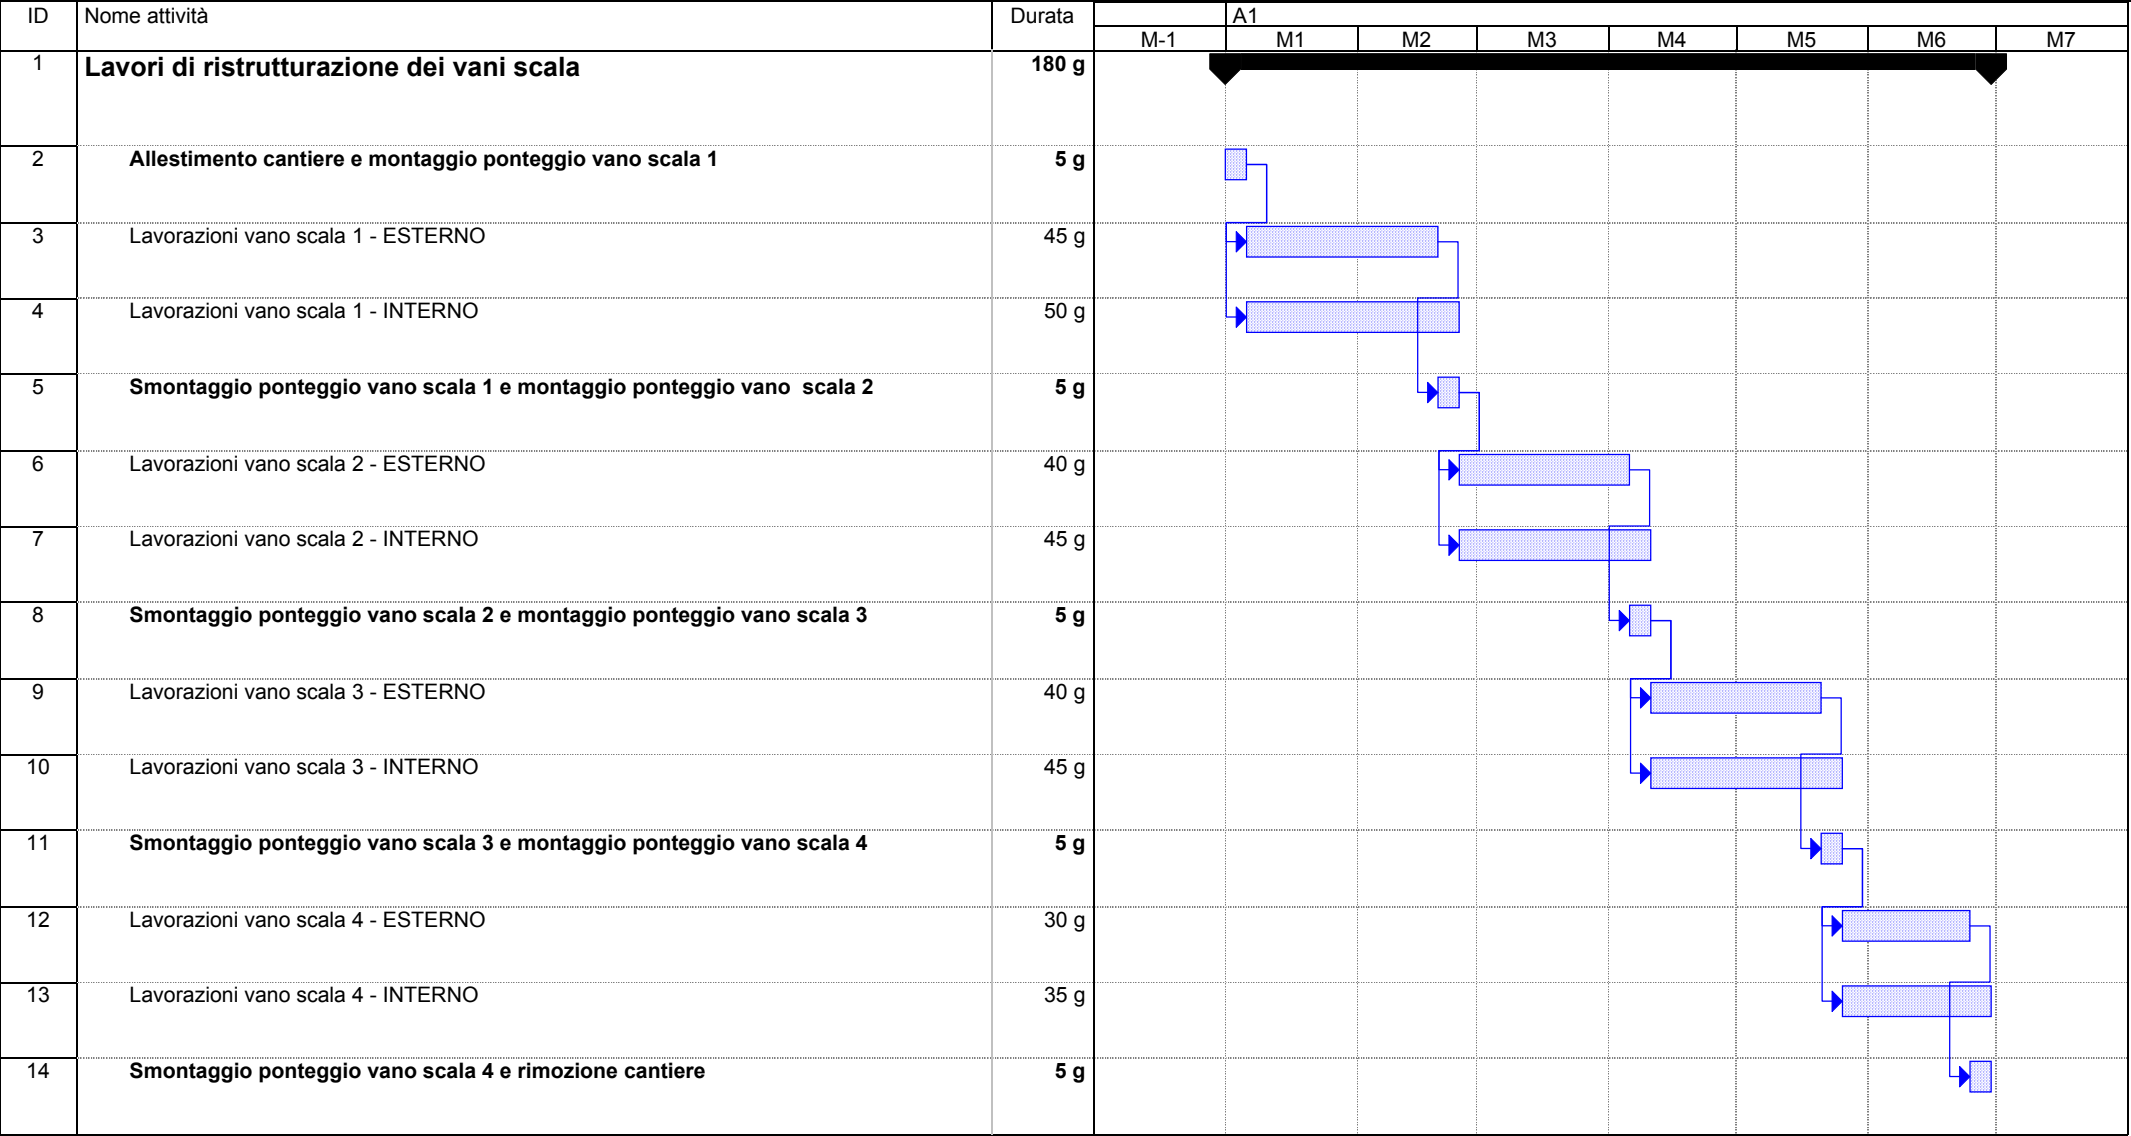 ID Nome attività Durata A1
M-1 M1 M2 M3 M4 M5 M6 M7
1 Lavori di ristrutturazione dei vani scala 180 g
2 Allestimento cantiere e montaggio ponteggio vano scala 1 5 g
3 Lavorazioni vano scala 1 - ESTERNO 45 g
4 Lavorazioni vano scala 1 - INTERNO 50 g
5 Smontaggio ponteggio vano scala 1 e montaggio ponteggio vano  scala 2 5 g
6 Lavorazioni vano scala 2 - ESTERNO 40 g
7 Lavorazioni vano scala 2 - INTERNO 45 g
8 Smontaggio ponteggio vano scala 2 e montaggio ponteggio vano scala 3 5 g
9 Lavorazioni vano scala 3 - ESTERNO 40 g
10 Lavorazioni vano scala 3 - INTERNO 45 g
11 Smontaggio ponteggio vano scala 3 e montaggio ponteggio vano scala 4 5 g
12 Lavorazioni vano scala 4 - ESTERNO 30 g
13 Lavorazioni vano scala 4 - INTERNO 35 g
14 Smontaggio ponteggio vano scala 4 e rimozione cantiere 5 g